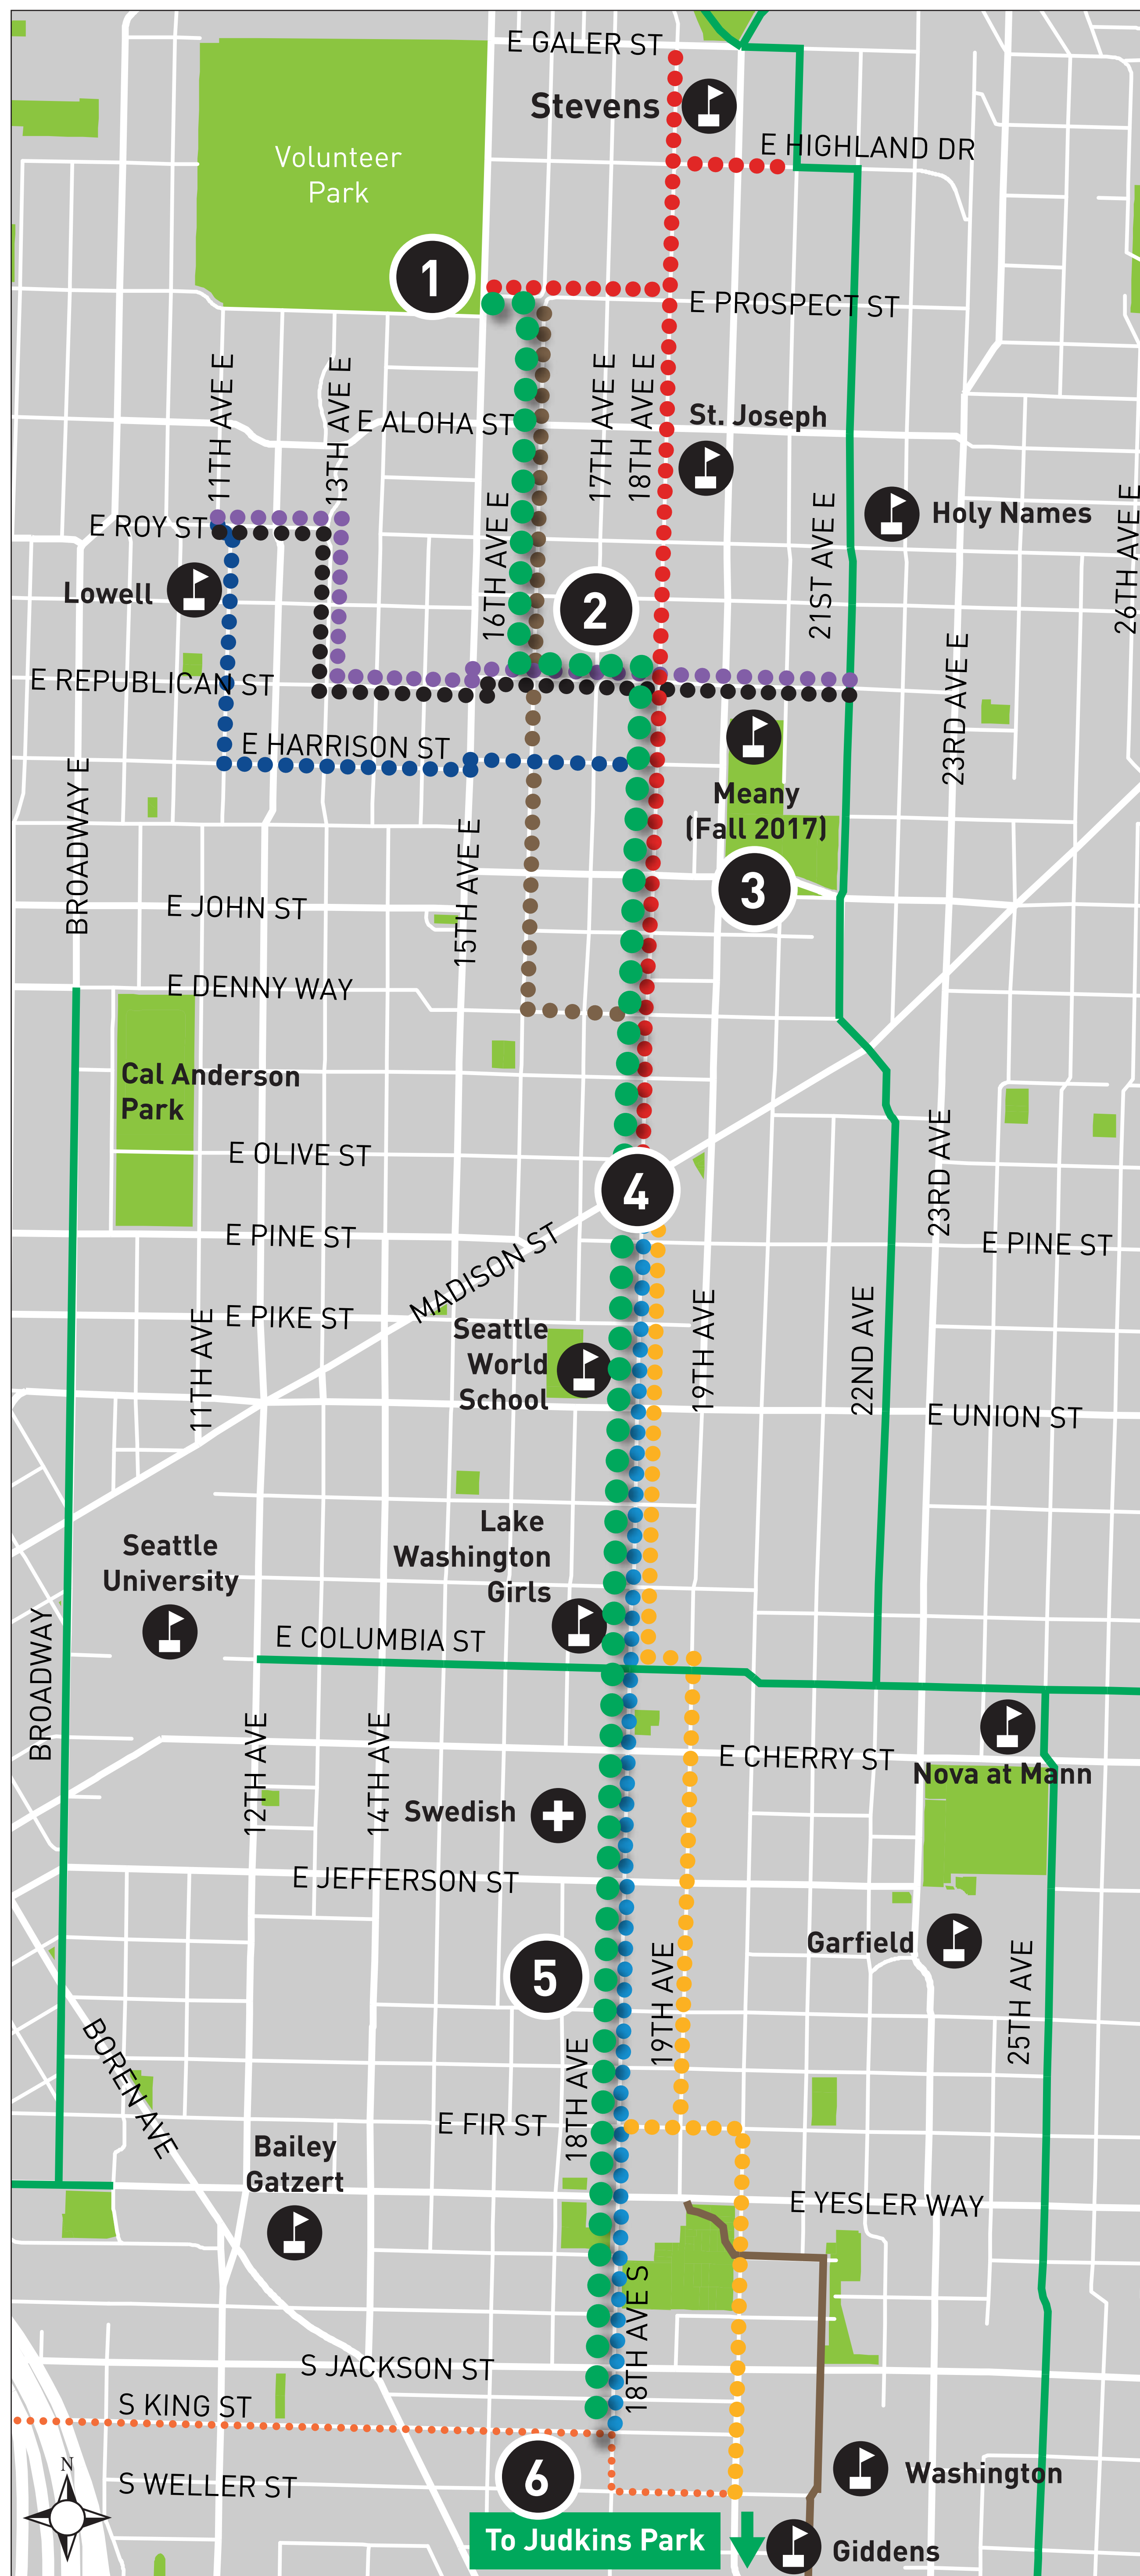 E GALER ST
Stevens
E HIGHLAND DR
Volunteer
Park
1
E PROSPECT ST
11TH AVE E
13TH AVE E
17TH AVE E
18TH AVE E
E ALOHA ST
St. Joseph
16TH AVE E
21ST AVE E
Holy Names
26TH AVE E
E ROY ST
Lowell
2
E REPUBLICAN ST
23RD AVE E
E HARRISON ST
Meany
(Fall 2017)
BROADWAY E
15TH AVE E
3
E JOHN ST
E DENNY WAY
Cal Anderson
Park
E OLIVE ST
4
23RD AVE
E PINE ST
E PINE ST
MADISON ST
E PIKE ST
11TH AVE
Seattle
World
School
19TH AVE
22ND AVE
E UNION ST
Lake
Washington
Girls
Seattle
University
E COLUMBIA ST
BROADWAY
12TH AVE
14TH AVE
E CHERRY ST
Nova at Mann
Swedish
E JEFFERSON ST
Garfield
5
19TH AVE
25TH AVE
BOREN AVE
18TH AVE
E FIR ST
Bailey
Gatzert
E YESLER WAY
18TH AVE S
S JACKSON ST
S KING ST
N
6
S WELLER ST
Washington
To Judkins Park
Giddens